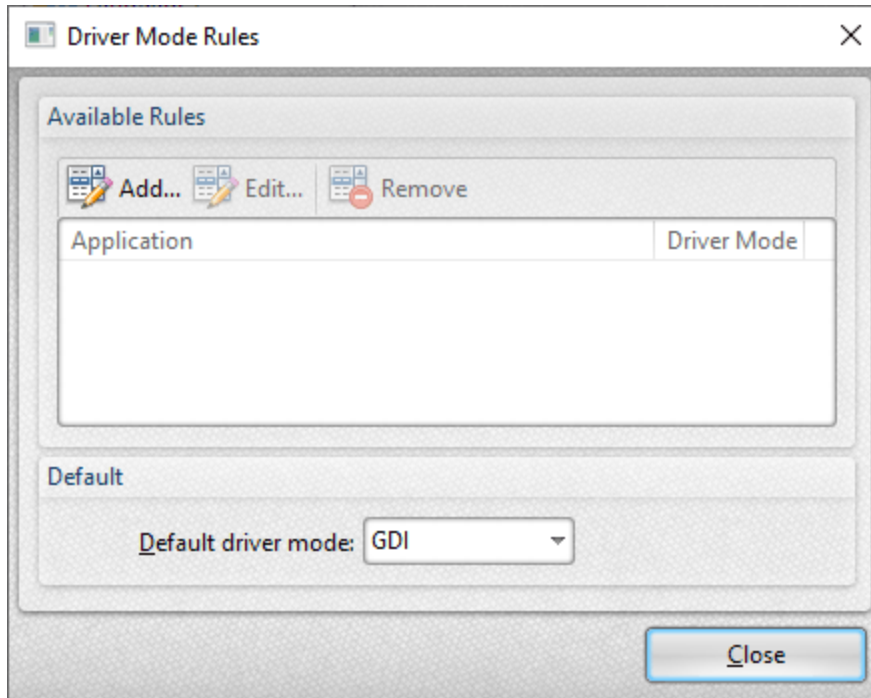 Driver Mode Rules
Available Rules
Add... Edit... Remove
Application Driver Mode
Default
Default driver mode: GDI
Close